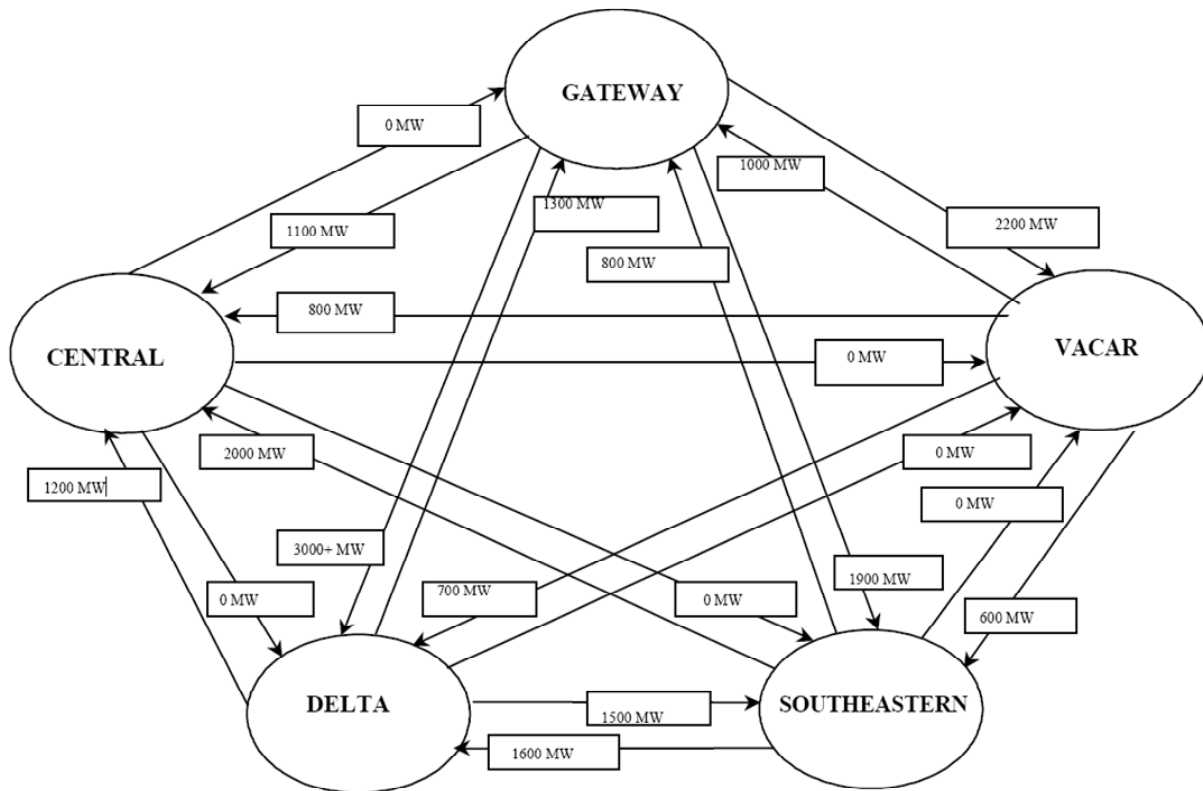 GATEWAY
0 MW
1000 MW
1300 MW
2200 MW
1100 MW
800 MW
800 MW
CENTRAL
VACAR
0 MW
2000 MW
0 MW
1200 MW
0 MW
3000+ MW
1900 MW
700 MW
0 MW
0 MW
600 MW
DELTA
SOUTHEASTERN
1500 MW
1600 MW